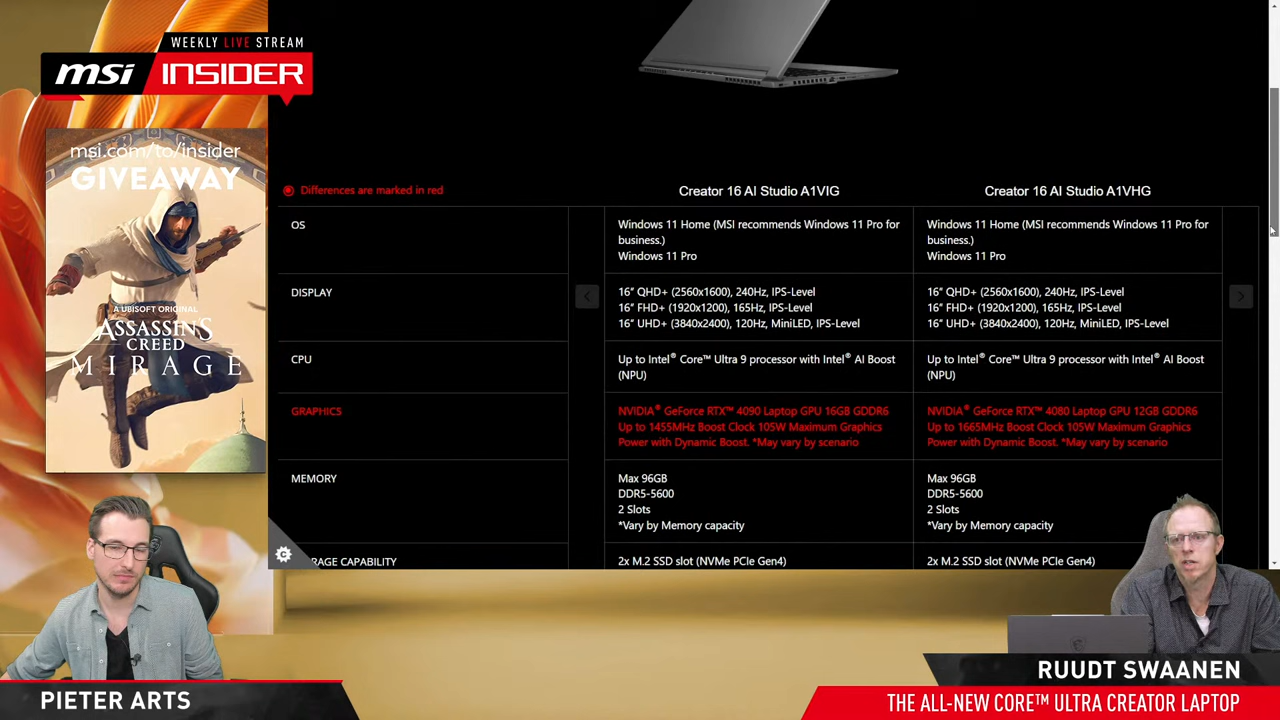 WEEKLY LIVE STREAM
msi INSIDER
msi.com/to/insider
GIVEAWAY
A UBISOFT ORIGINAL
ASSASSIN'S
CREED
MIRAGE
Differences are marked in red
Creator 16 AI Studio A1VIG
Creator 16 AI Studio A1VHG
OS
Windows 11 Home (MSI recommends Windows 11 Pro for
business.)
Windows 11 Pro
Windows 11 Home (MSI recommends Windows 11 Pro for
business.)
Windows 11 Pro
DISPLAY
16" QHD+ (2560x1600), 240Hz, IPS-Level
16" FHD+ (1920x1200), 165Hz, IPS-Level
16" UHD+ (3840x2400), 120Hz, MiniLED, IPS-Level
16" QHD+ (2560x1600), 240Hz, IPS-Level
16" FHD+ (1920x1200), 165Hz, IPS-Level
16" UHD+ (3840x2400), 120Hz, MiniLED, IPS-Level
CPU
Up to Intel® Core™ Ultra 9 processor with Intel® AI Boost
(NPU)
Up to Intel® Core™ Ultra 9 processor with Intel® AI Boost
(NPU)
GRAPHICS
NVIDIA® GeForce RTX™ 4090 Laptop GPU 16GB GDDR6
Up to 1455MHz Boost Clock 105W Maximum Graphics
Power with Dynamic Boost. *May vary by scenario
NVIDIA® GeForce RTX™ 4080 Laptop GPU 12GB GDDR6
Up to 1665MHz Boost Clock 105W Maximum Graphics
Power with Dynamic Boost. *May vary by scenario
MEMORY
Max 96GB
DDR5-5600
2 Slots
*Vary by Memory capacity
Max 96GB
DDR5-5600
2 Slots
*Vary by Memory capacity
RAGE CAPABILITY
2x M.2 SSD slot (NVMe PCIe Gen4)
2x M.2 SSD slot (NVMe PCIe Gen4)
PIETER ARTS
RUUDT SWAANEN
THE ALL-NEW CORE™ ULTRA CREATOR LAPTOP